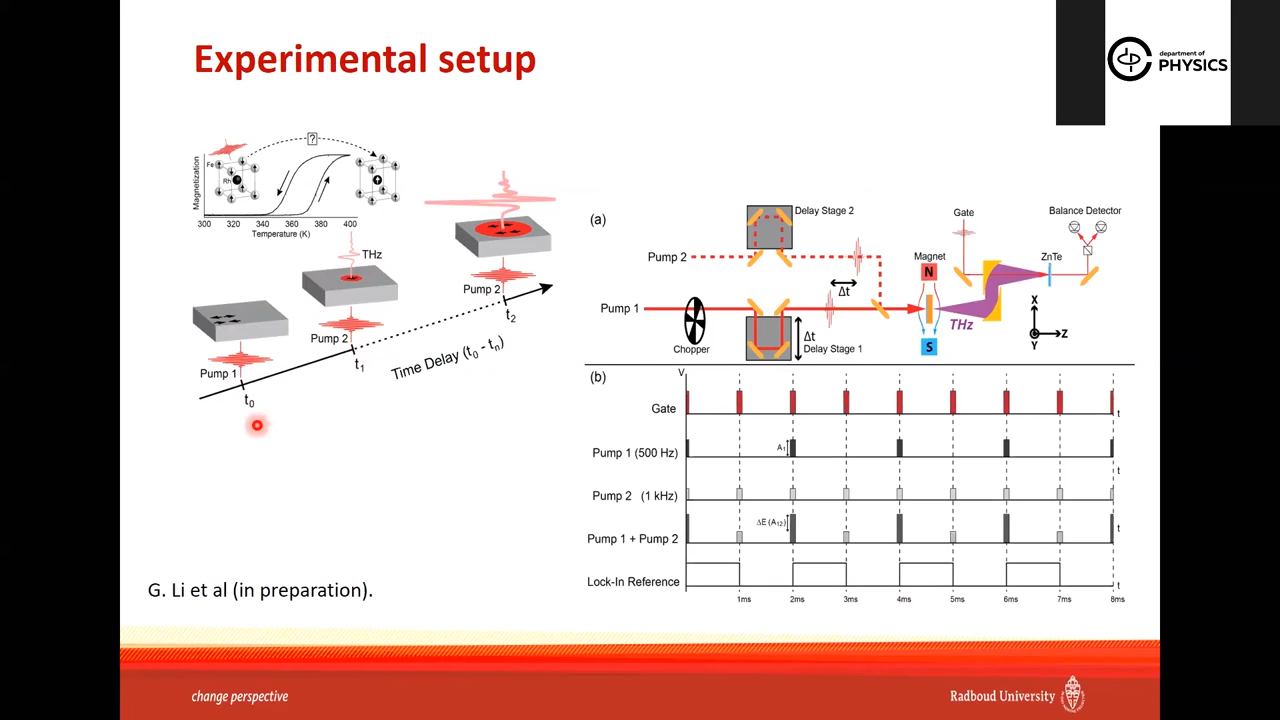 Experimental setup
department of
PHYSICS
?
Fe
Rh
Magnetization
300 320 340 360 380 400
Temperature (K)
THz
Pump 1
Pump 2
Pump 2
t0
t1
t2
Time Delay (t0 - tn)
(a)
Delay Stage 2
Gate
Balance Detector
Pump 2
Magnet
N
ZnTe
Δt
Pump 1
THz
X
Z
Y
Chopper
Δt
Delay Stage 1
S
(b)
V
Gate
t
Pump 1 (500 Hz)
A1
t
Pump 2 (1 kHz)
Pump 1 + Pump 2
ΔE (A12)
t
Lock-In Reference
t
1ms 2ms 3ms 4ms 5ms 6ms 7ms 8ms
G. Li et al (in preparation).
change perspective
Radboud University